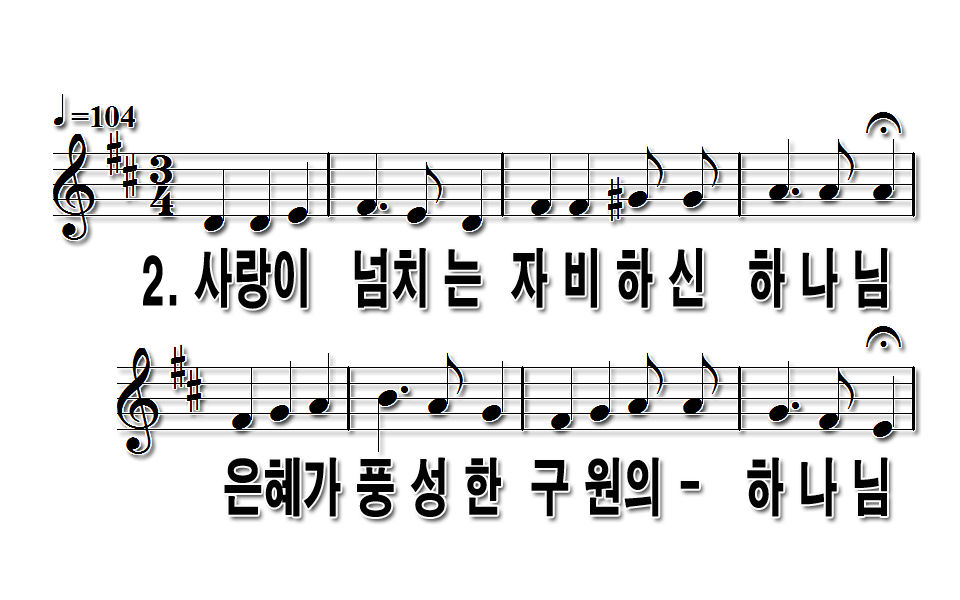 ♩=104
3
4
2. 사랑이 넘치는 자비하신 하나님
은혜가 풍성한 구원의 - 하나님